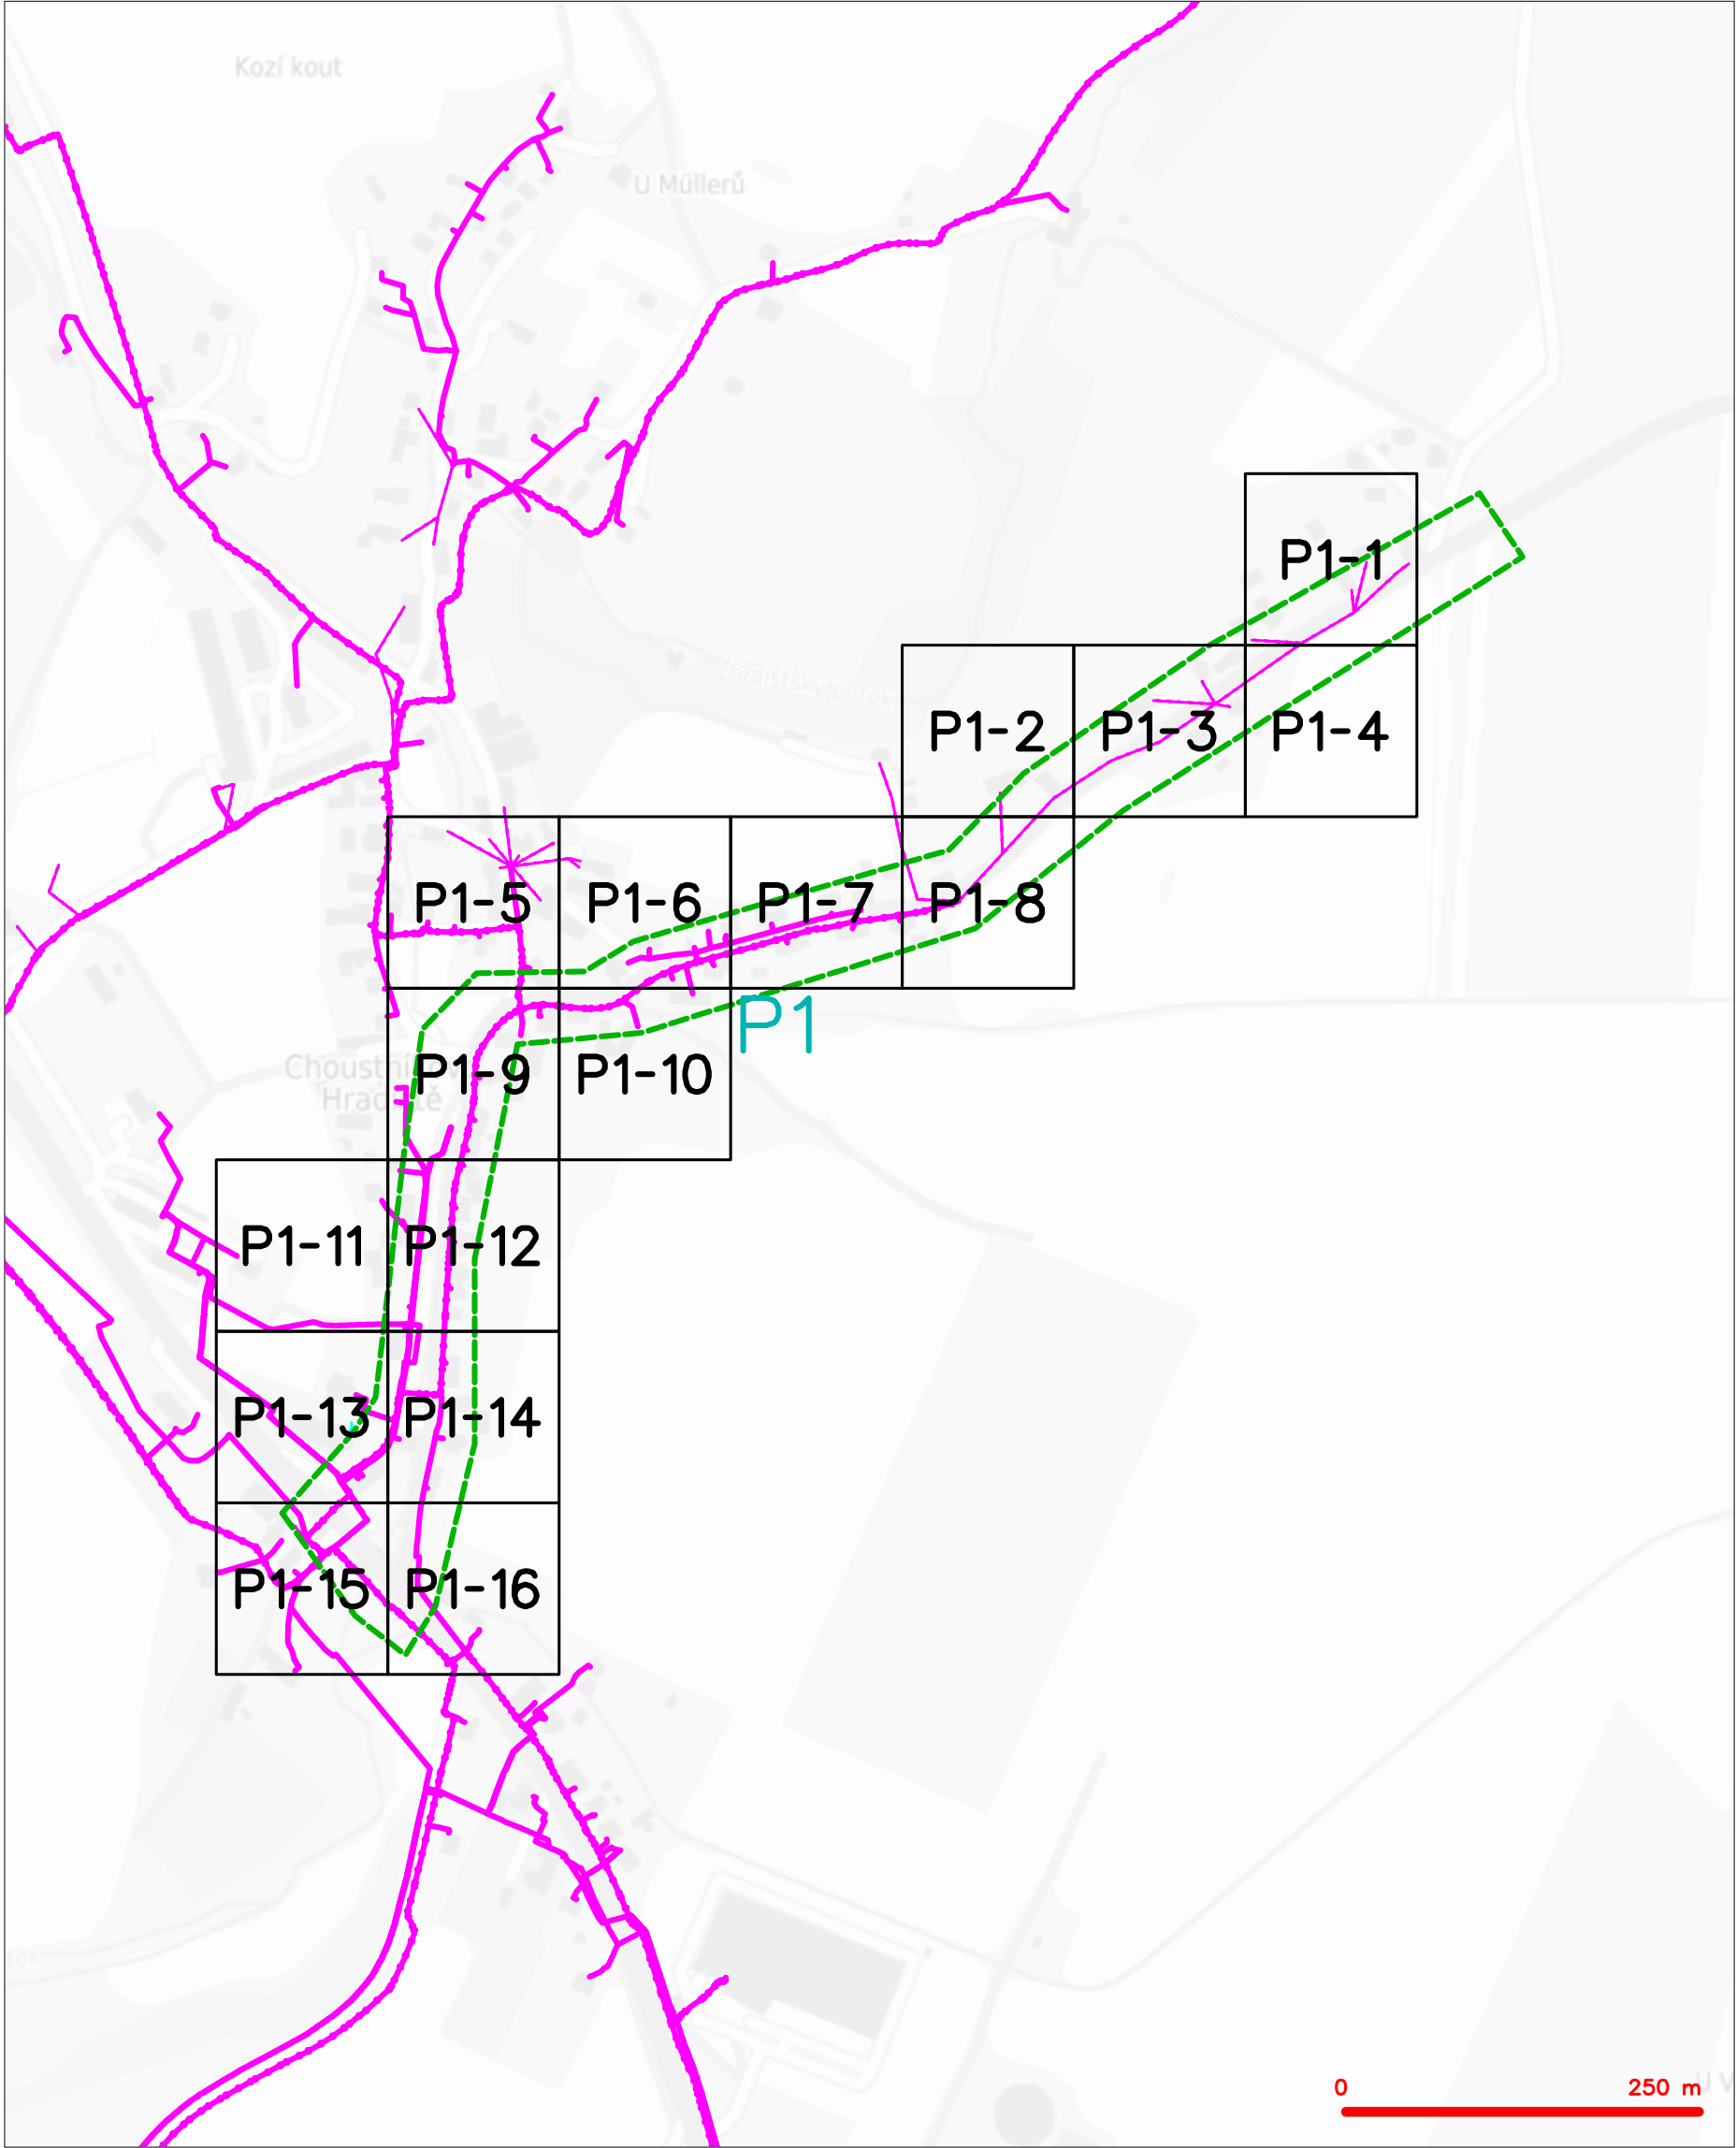 Kozí kout
U Müllerů
P1-1
Hradišťský potok
P1-2
P1-3
P1-4
P1-5
P1-6
P1-7
P1-8
P1
Choustníkovo
Hradiště
P1-9
P1-10
P1-11
P1-12
P1-13
P1-14
P1-15
P1-16
0
250 m
U V